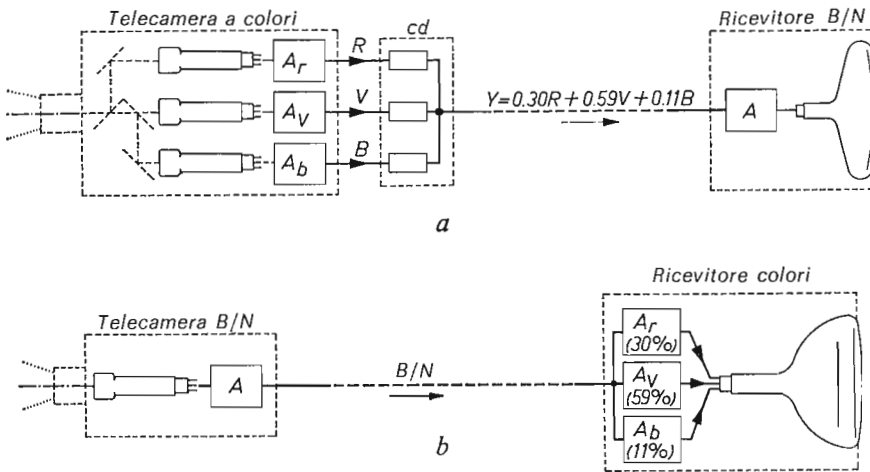 Telecamera a colori
cd
Ricevitore B/N
A_r
R
A_v
V
Y=0.30R+0.59V+0.11B
A
A_b
B
a
Telecamera B/N
Ricevitore colori
A
B/N
A_r
(30%)
A_v
(59%)
A_b
(11%)
b